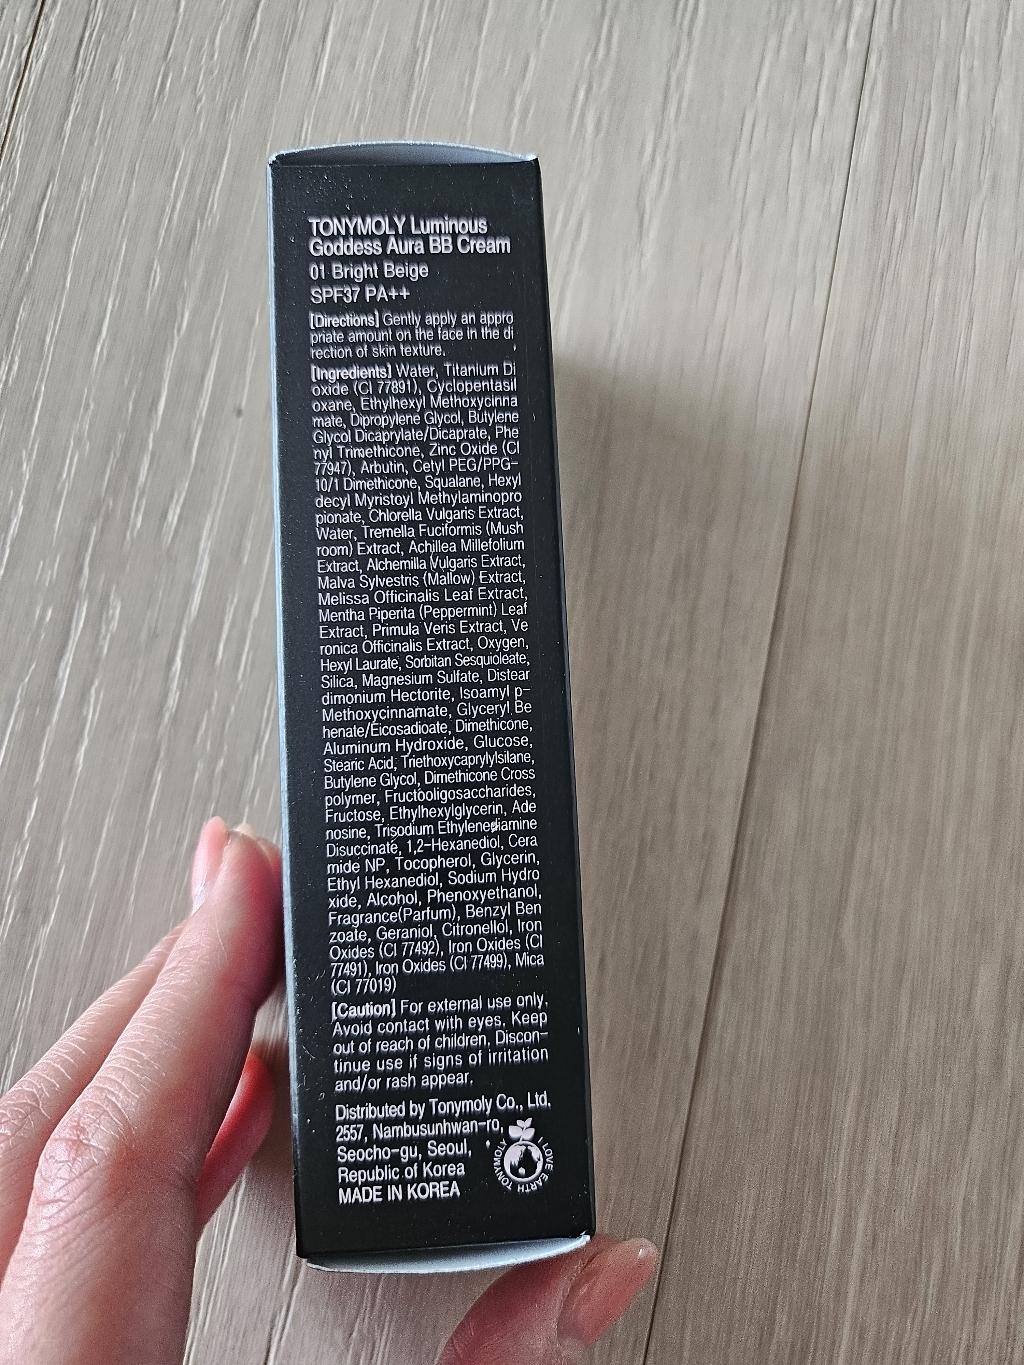 TONYMOLY Luminous
Goddess Aura BB Cream
01 Bright Beige
SPF37 PA++
[Directions] Gently apply an appro
priate amount on the face in the di
rection of skin texture.
[Ingredients] Water, Titanium Di
oxide (CI 77891), Cyclopentasil
oxane, Ethylhexyl Methoxycinna
mate, Dipropylene Glycol, Butylene
Glycol Dicaprylate/Dicaprate, Phe
nyl Trimethicone, Zinc Oxide (CI
77947), Arbutin, Cetyl PEG/PPG-
10/1 Dimethicone, Squalane, Hexyl
decyl Myristoyl Methylaminopro
pionate, Chlorella Vulgaris Extract,
Water, Tremella Fuciformis (Mush
room) Extract, Achillea Millefolium
Extract, Alchemilla Vulgaris Extract,
Malva Sylvestris (Mallow) Extract,
Melissa Officinalis Leaf Extract,
Mentha Piperita (Peppermint) Leaf
Extract, Primula Veris Extract, Ve
ronica Officinalis Extract, Oxygen,
Hexyl Laurate, Sorbitan Sesquioleate,
Silica, Magnesium Sulfate, Distear
dimonium Hectorite, Isoamyl p-
Methoxycinnamate, Glyceryl Be
henate/Eicosadioate, Dimethicone,
Aluminum Hydroxide, Glucose,
Stearic Acid, Triethoxycaprylylsilane,
Butylene Glycol, Dimethicone Cross
polymer, Fructooligosaccharides,
Fructose, Ethylhexylglycerin, Ade
nosine, Trisodium Ethylenediamine
Disuccinate, 1,2-Hexanediol, Cera
mide NP, Tocopherol, Glycerin,
Ethyl Hexanediol, Sodium Hydro
xide, Alcohol, Phenoxyethanol,
Fragrance(Parfum), Benzyl Ben
zoate, Geraniol, Citronellol, Iron
Oxides (CI 77492), Iron Oxides (CI
77491), Iron Oxides (CI 77499), Mica
(CI 77019)
[Caution] For external use only.
Avoid contact with eyes. Keep
out of reach of children. Discon-
tinue use if signs of irritation
and/or rash appear.
Distributed by Tonymoly Co., Ltd.
2557, Nambusunhwan-ro,
Seocho-gu, Seoul,
Republic of Korea
MADE IN KOREA
I LOVE EARTH TONYMOLY